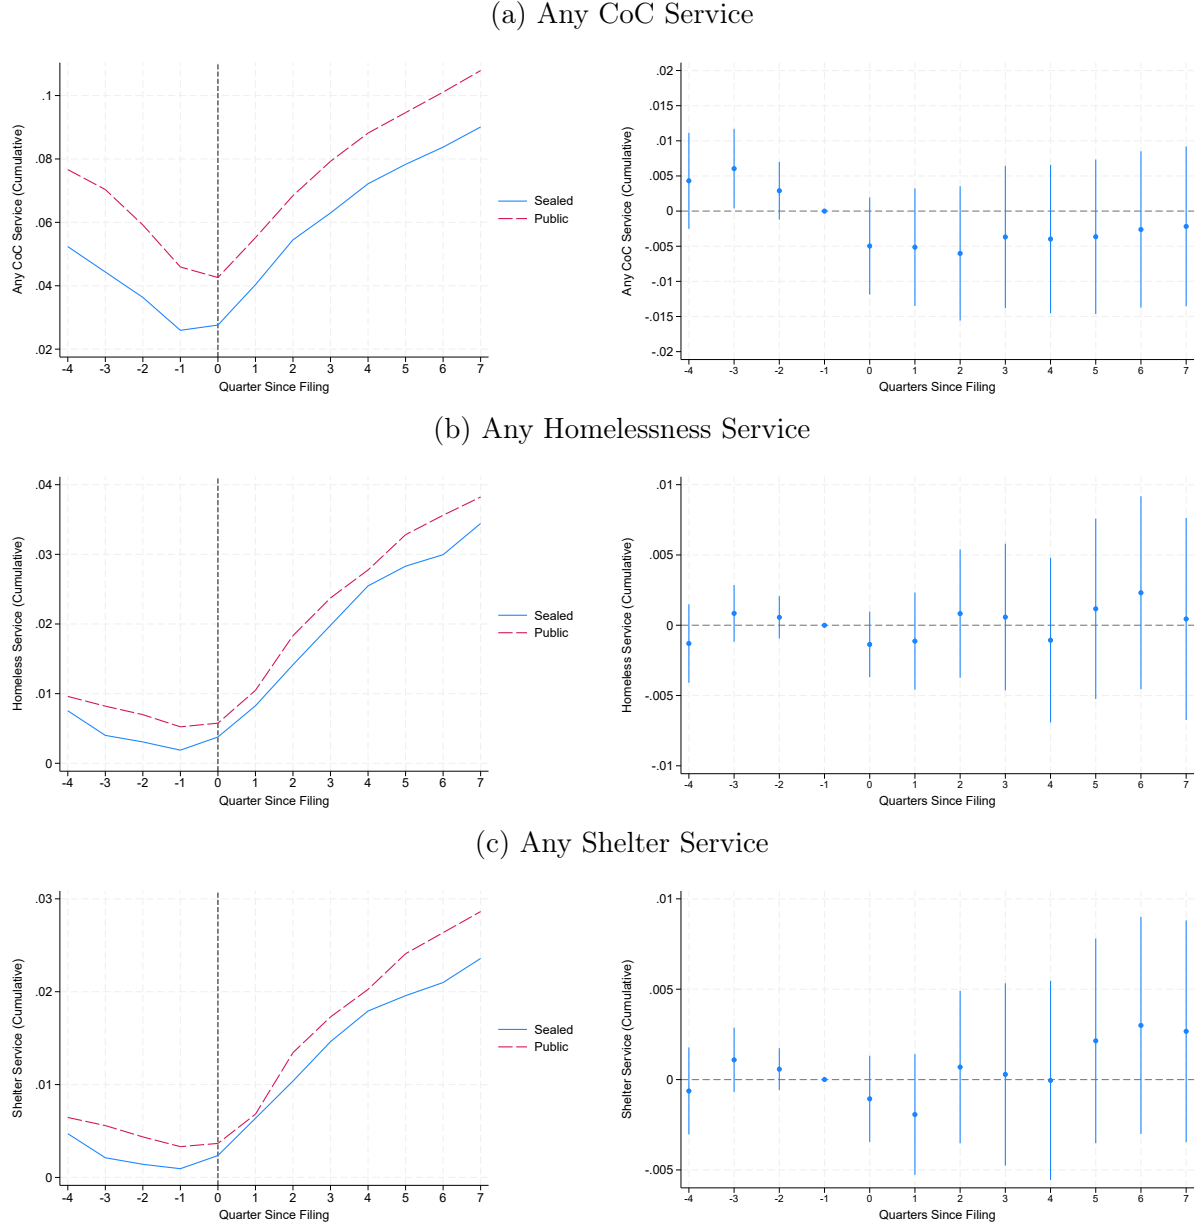 (a) Any CoC Service
.1
.08
.06
.04
.02
Any CoC Service (Cumulative)
-4 -3 -2 -1 0 1 2 3 4 5 6 7
Quarter Since Filing
Sealed
Public
.02
.015
.01
.005
0
-.005
-.01
-.015
-.02
Any CoC Service (Cumulative)
-4 -3 -2 -1 0 1 2 3 4 5 6 7
Quarters Since Filing
(b) Any Homelessness Service
.04
.03
.02
.01
0
Homeless Service (Cumulative)
-4 -3 -2 -1 0 1 2 3 4 5 6 7
Quarter Since Filing
Sealed
Public
.01
.005
0
-.005
-.01
Homeless Service (Cumulative)
-4 -3 -2 -1 0 1 2 3 4 5 6 7
Quarters Since Filing
(c) Any Shelter Service
.03
.02
.01
0
Shelter Service (Cumulative)
-4 -3 -2 -1 0 1 2 3 4 5 6 7
Quarter Since Filing
Sealed
Public
.01
.005
0
-.005
Shelter Service (Cumulative)
-4 -3 -2 -1 0 1 2 3 4 5 6 7
Quarters Since Filing